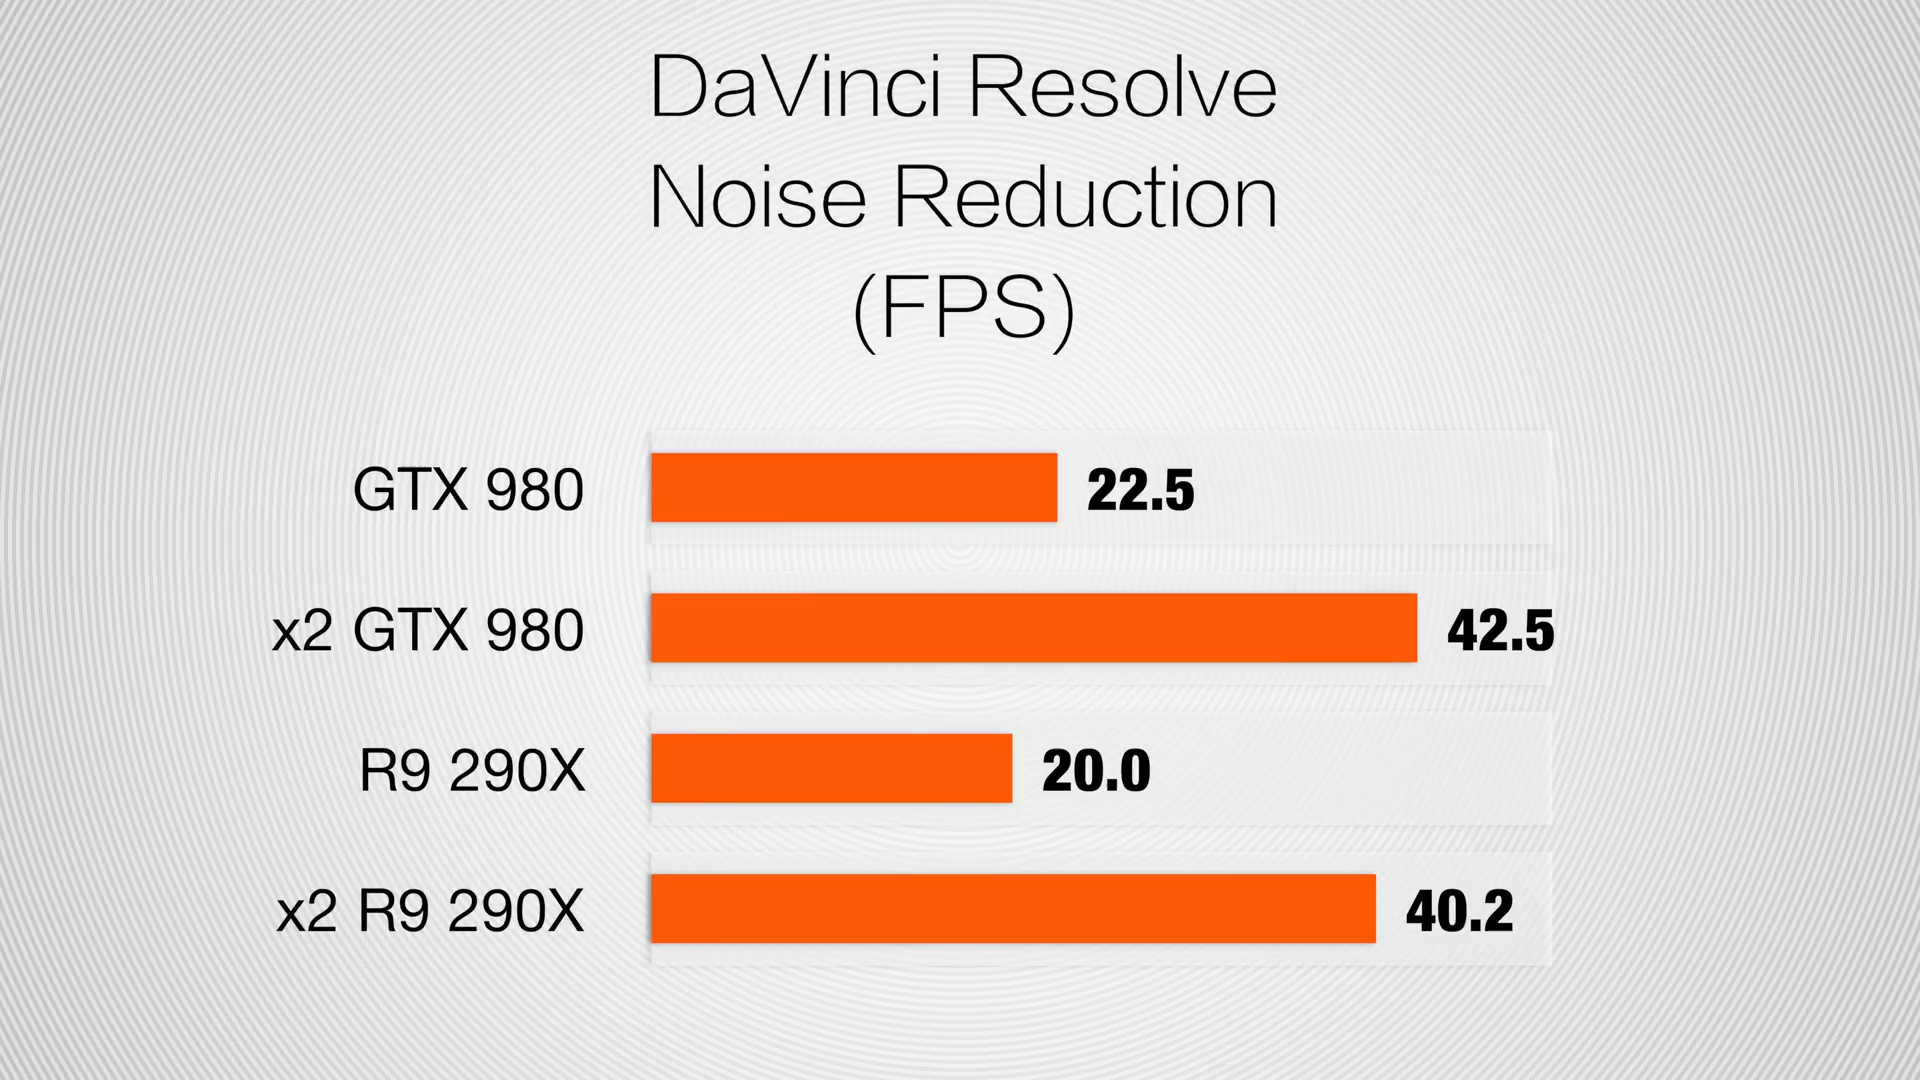 DaVinci Resolve
Noise Reduction
(FPS)
GTX 980 22.5
x2 GTX 980 42.5
R9 290X 20.0
x2 R9 290X 40.2